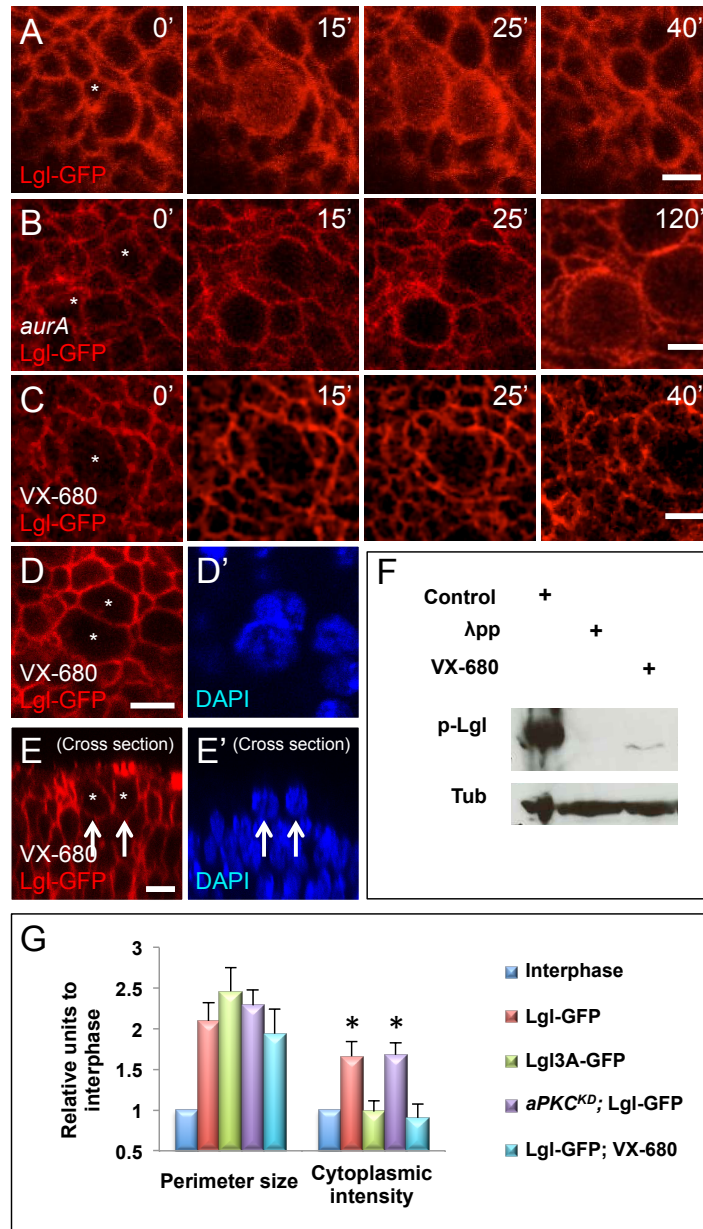 A 0’ 15’ 25’ 40’
*
Lgl-GFP
B 0’ 15’ 25’ 120’
*
*
aurA
Lgl-GFP
C 0’ 15’ 25’ 40’
*
VX-680
Lgl-GFP
D D’
*
*
VX-680
Lgl-GFP DAPI
E (Cross section) E’ (Cross section)
* *
VX-680
Lgl-GFP DAPI
F
Control +
λpp +
VX-680 +
p-Lgl
Tub
G
Relative units to
interphase
3
2.5
2
1.5
1
0.5
* *
Perimeter size
Cytoplasmic
intensity
Interphase
Lgl-GFP
Lgl3A-GFP
aPKCᴷᴰ; Lgl-GFP
Lgl-GFP; VX-680